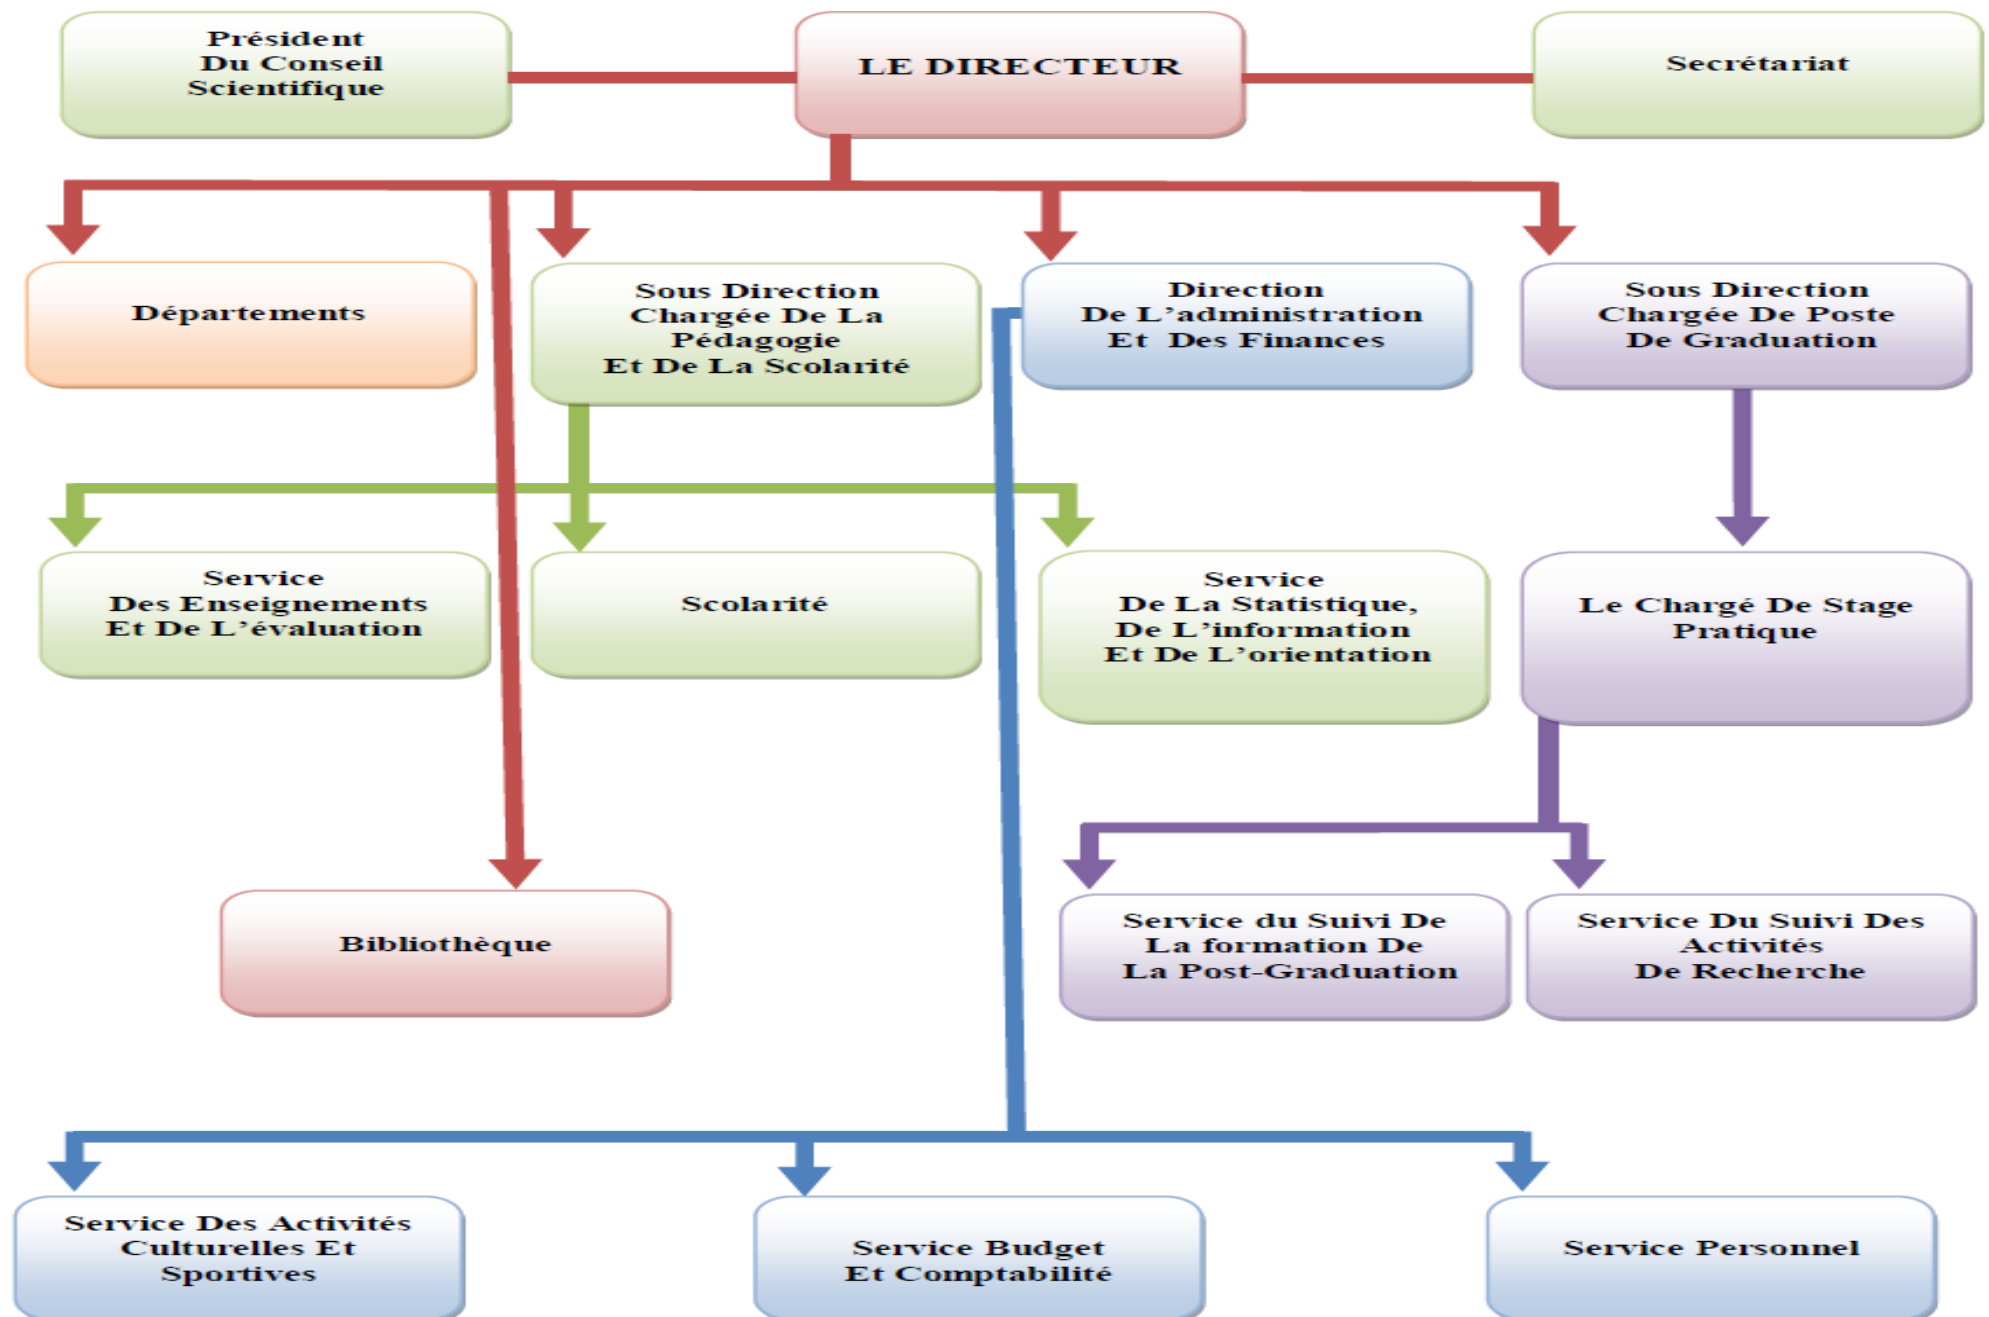 Président
Du Conseil
Scientifique
LE DIRECTEUR
Secrétariat
Départements
Sous Direction
Chargée De La
Pédagogie
Et De La Scolarité
Direction
De L’administration
Et Des Finances
Sous Direction
Chargée De Poste
De Graduation
Service
Des Enseignements
Et De L’évaluation
Scolarité
Service
De La Statistique,
De L’information
Et De L’orientation
Le Chargé De Stage
Pratique
Bibliothèque
Service du Suivi De
La formation De
La Post-Graduation
Service Du Suivi Des
Activités
De Recherche
Service Des Activités
Culturelles Et
Sportives
Service Budget
Et Comptabilité
Service Personnel